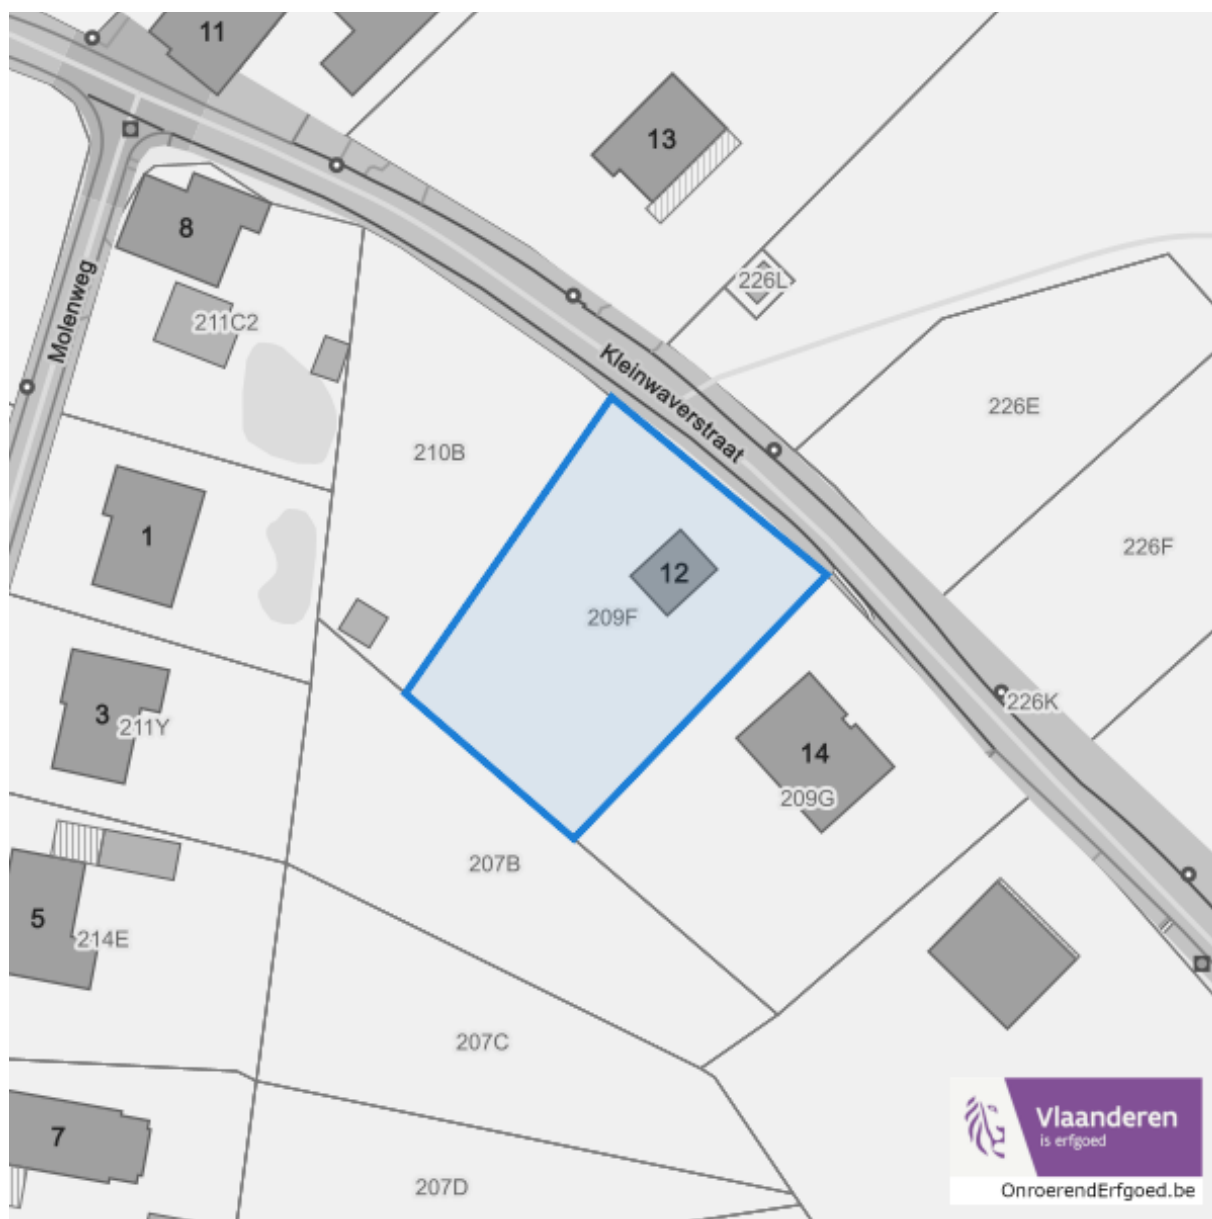 11
13
8
Molenweg
211C2
226L
Kleinwaverstraat
226E
210B
1
226F
12
209F
3
211Y
226K
14
209G
207B
5
214E
207C
7
207D
Vlaanderen
is erfgoed
OnroerendErfgoed.be